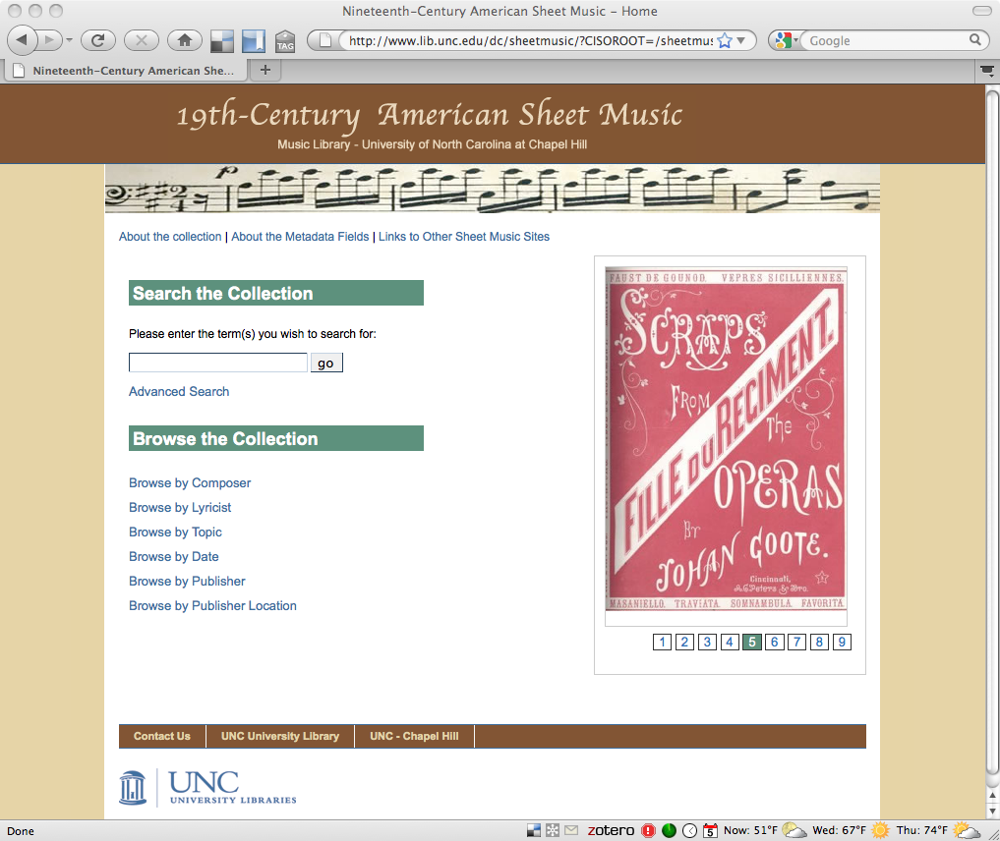 Nineteenth-Century American Sheet Music - Home
TAG
http://www.lib.unc.edu/dc/sheetmusic/?CISOROOT=/sheetmus
Google
Nineteenth-Century American She...
19th-Century American Sheet Music
Music Library - University of North Carolina at Chapel Hill
About the collection | About the Metadata Fields | Links to Other Sheet Music Sites
Search the Collection
Please enter the term(s) you wish to search for:
go
Advanced Search
Browse the Collection
Browse by Composer
Browse by Lyricist
Browse by Topic
Browse by Date
Browse by Publisher
Browse by Publisher Location
FAUST DE GOUNOD. VEPRES SICILLIENNES.
SCRAPS
FROM
The
FILLE DU REGIMENT.
OPERAS
By
JOHAN GOOTE.
Cincinnati,
A.C. Peters & Bro.
MASANIELLO. TRAVIATA. SOMNAMBULA. FAVORITA.
1 2 3 4 5 6 7 8 9
Contact Us UNC University Library UNC - Chapel Hill
UNC
UNIVERSITY LIBRARIES
Done zotero 5 Now: 51°F Wed: 67°F Thu: 74°F